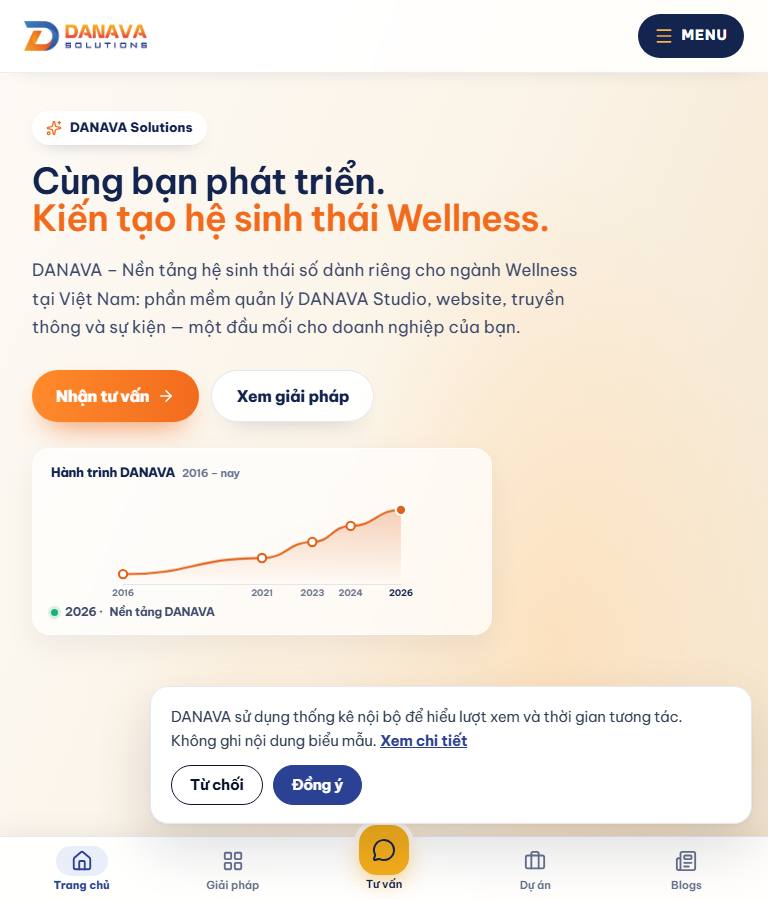 DANAVA
SOLUTIONS
MENU
DANAVA Solutions
Cùng bạn phát triển.
Kiến tạo hệ sinh thái Wellness.
DANAVA – Nền tảng hệ sinh thái số dành riêng cho ngành Wellness
tại Việt Nam: phần mềm quản lý DANAVA Studio, website, truyền
thông và sự kiện — một đầu mối cho doanh nghiệp của bạn.
Nhận tư vấn →
Xem giải pháp
Hành trình DANAVA 2016 – nay
2016 2021 2023 2024 2026
2026 · Nền tảng DANAVA
DANAVA sử dụng thống kê nội bộ để hiểu lượt xem và thời gian tương tác.
Không ghi nội dung biểu mẫu. Xem chi tiết
Từ chối
Đồng ý
Trang chủ
Giải pháp
Tư vấn
Dự án
Blogs